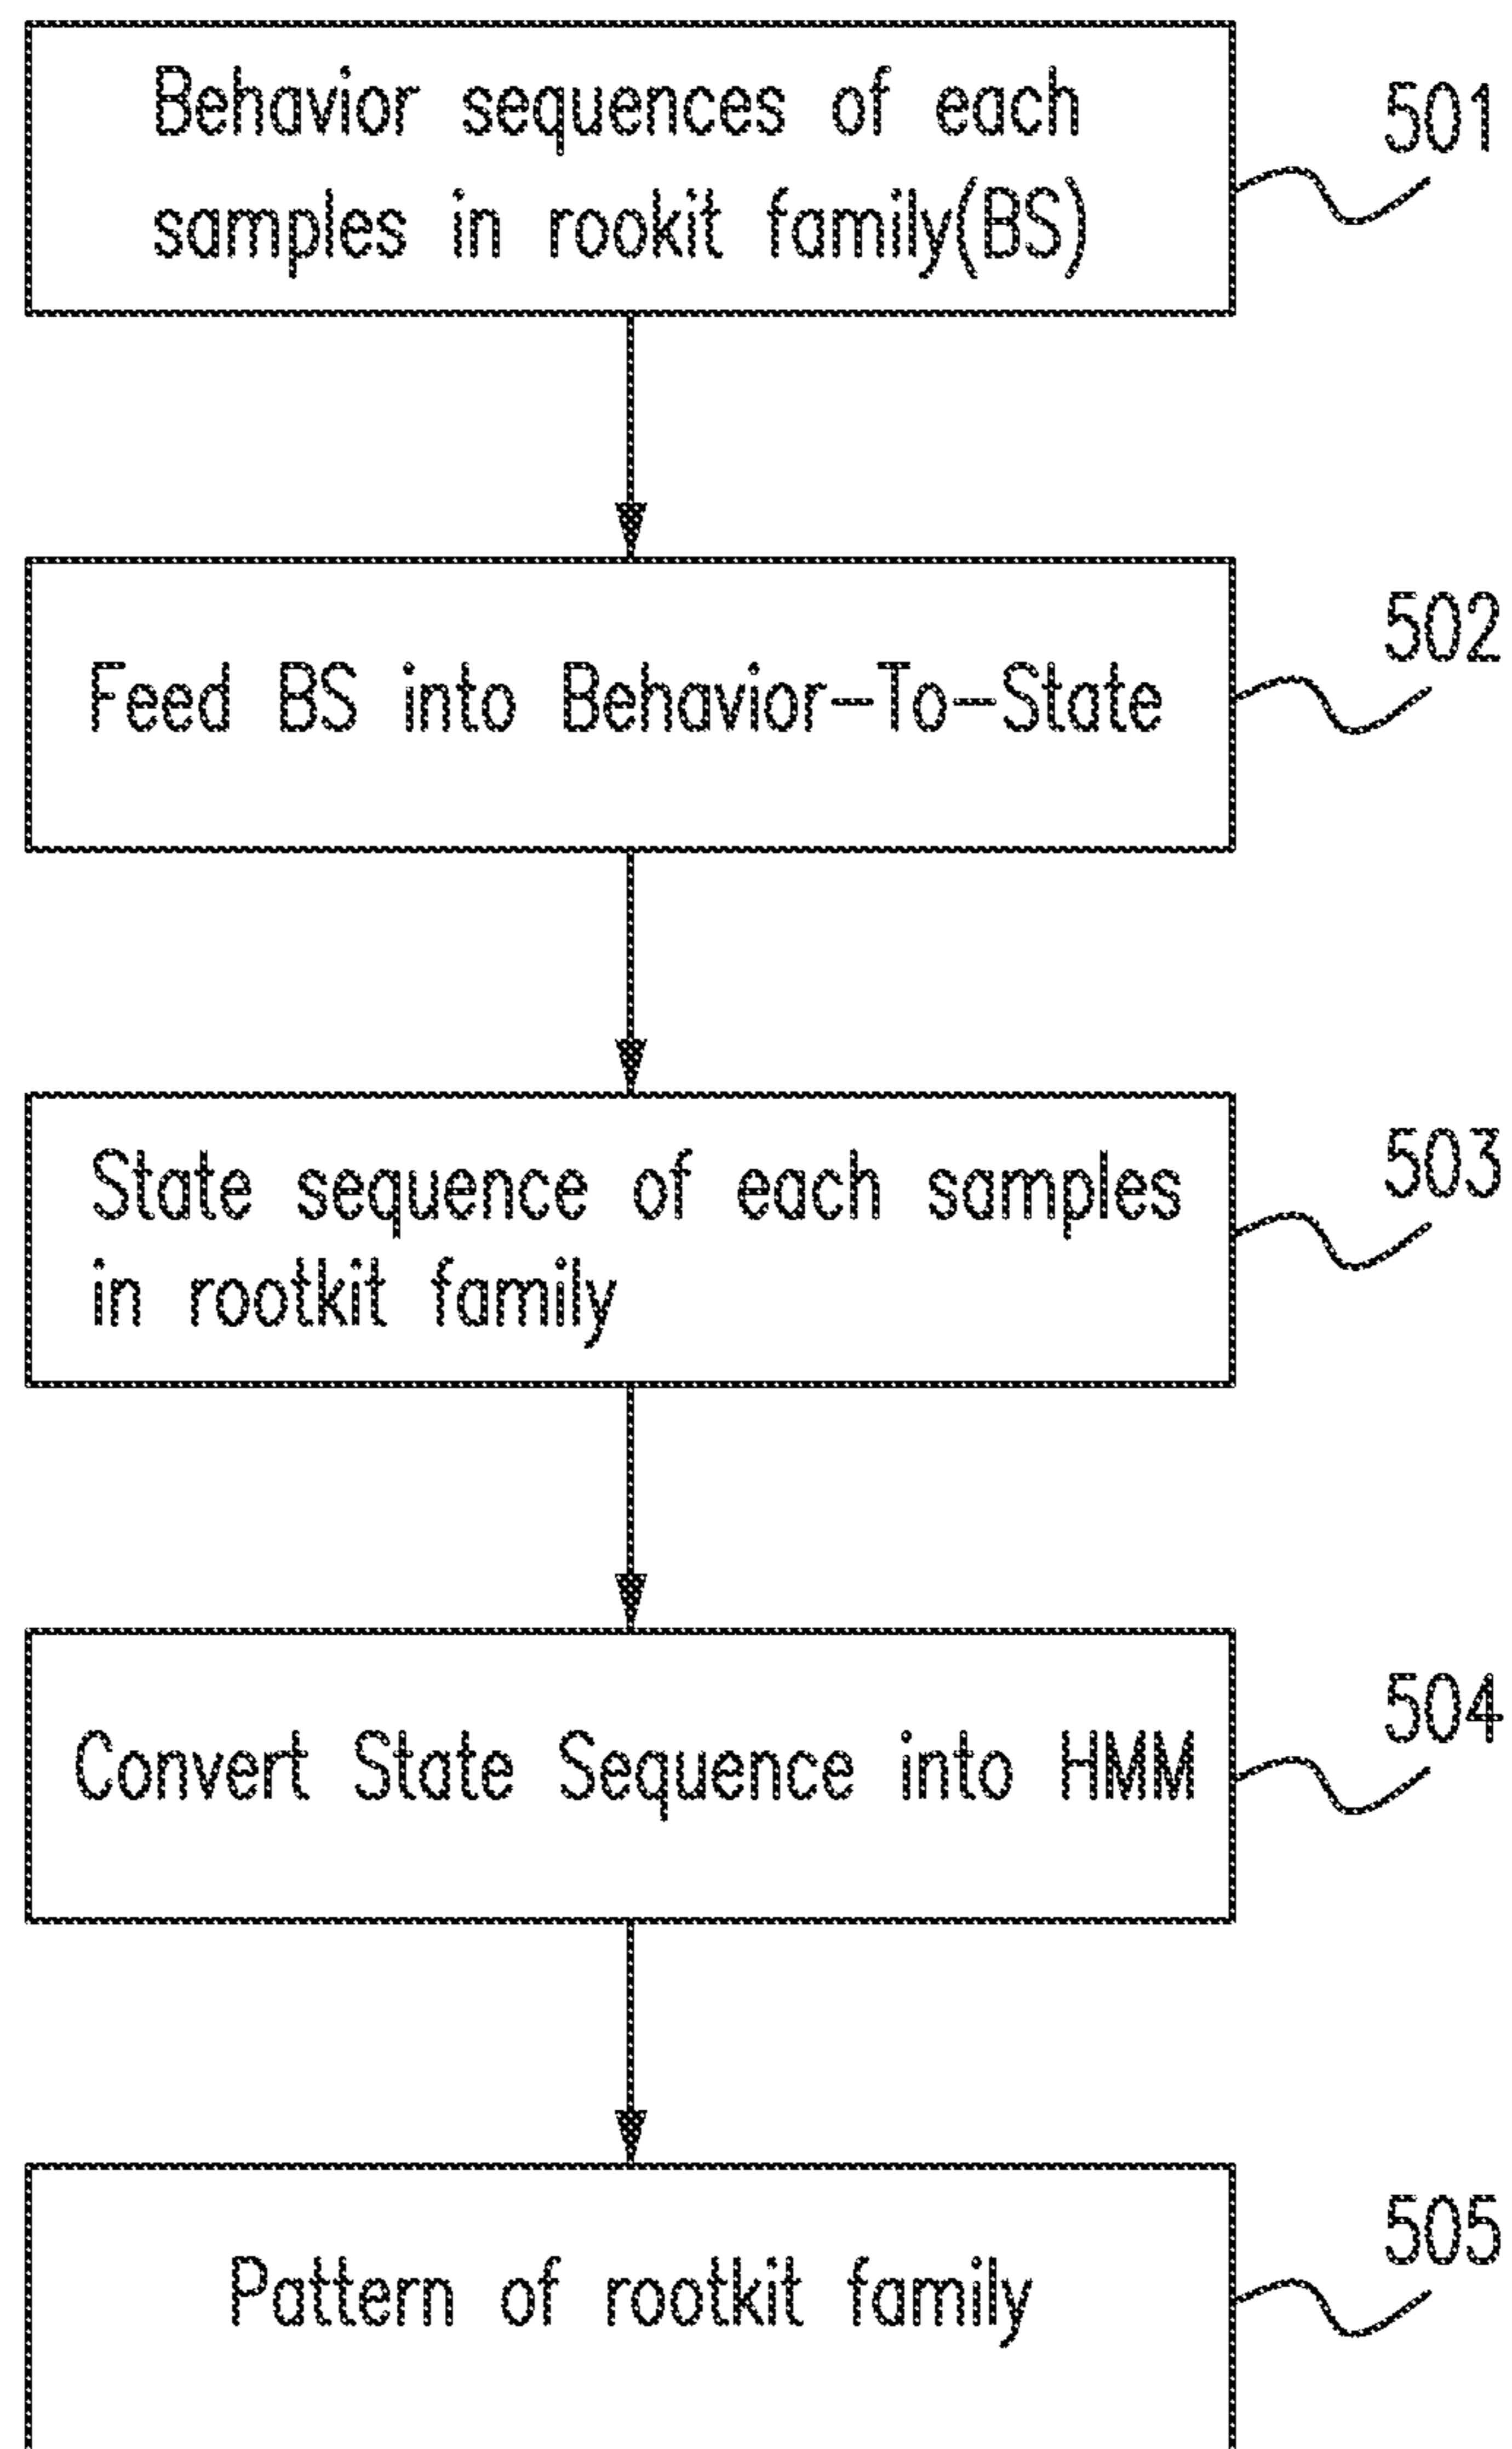 Behavior sequences of each
samples in rookit family(BS)
501
Feed BS into Behavior-To-State
502
State sequence of each samples
in rootkit family
503
Convert State Sequence into HMM
504
Pattern of rootkit family
505